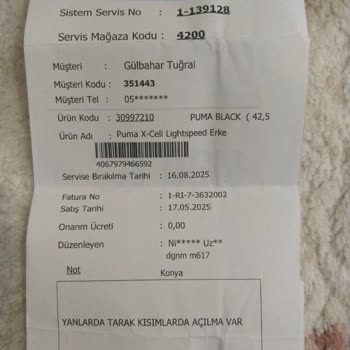 Sistem Servis No : 1-139128
Servis Mağaza Kodu : 4200
Müşteri : Gülbahar Tuğral
Müşteri Kodu : 351443
Müşteri Tel : 05*******
Ürün Kodu : 30997210 PUMA BLACK ( 42,5
Ürün Adı : Puma X-Cell Lightspeed Erke
4067979466592
Servise Bırakılma Tarihi : 16.08.2025
Fatura No : 1-RI-7-3632002
Satış Tarihi : 17.05.2025
Onarım Ücreti : 0,00
Düzenleyen : Ni***** Uz**
dgnm m617
Not Konya
YANLARDA TARAK KISIMLARDA AÇILMA VAR